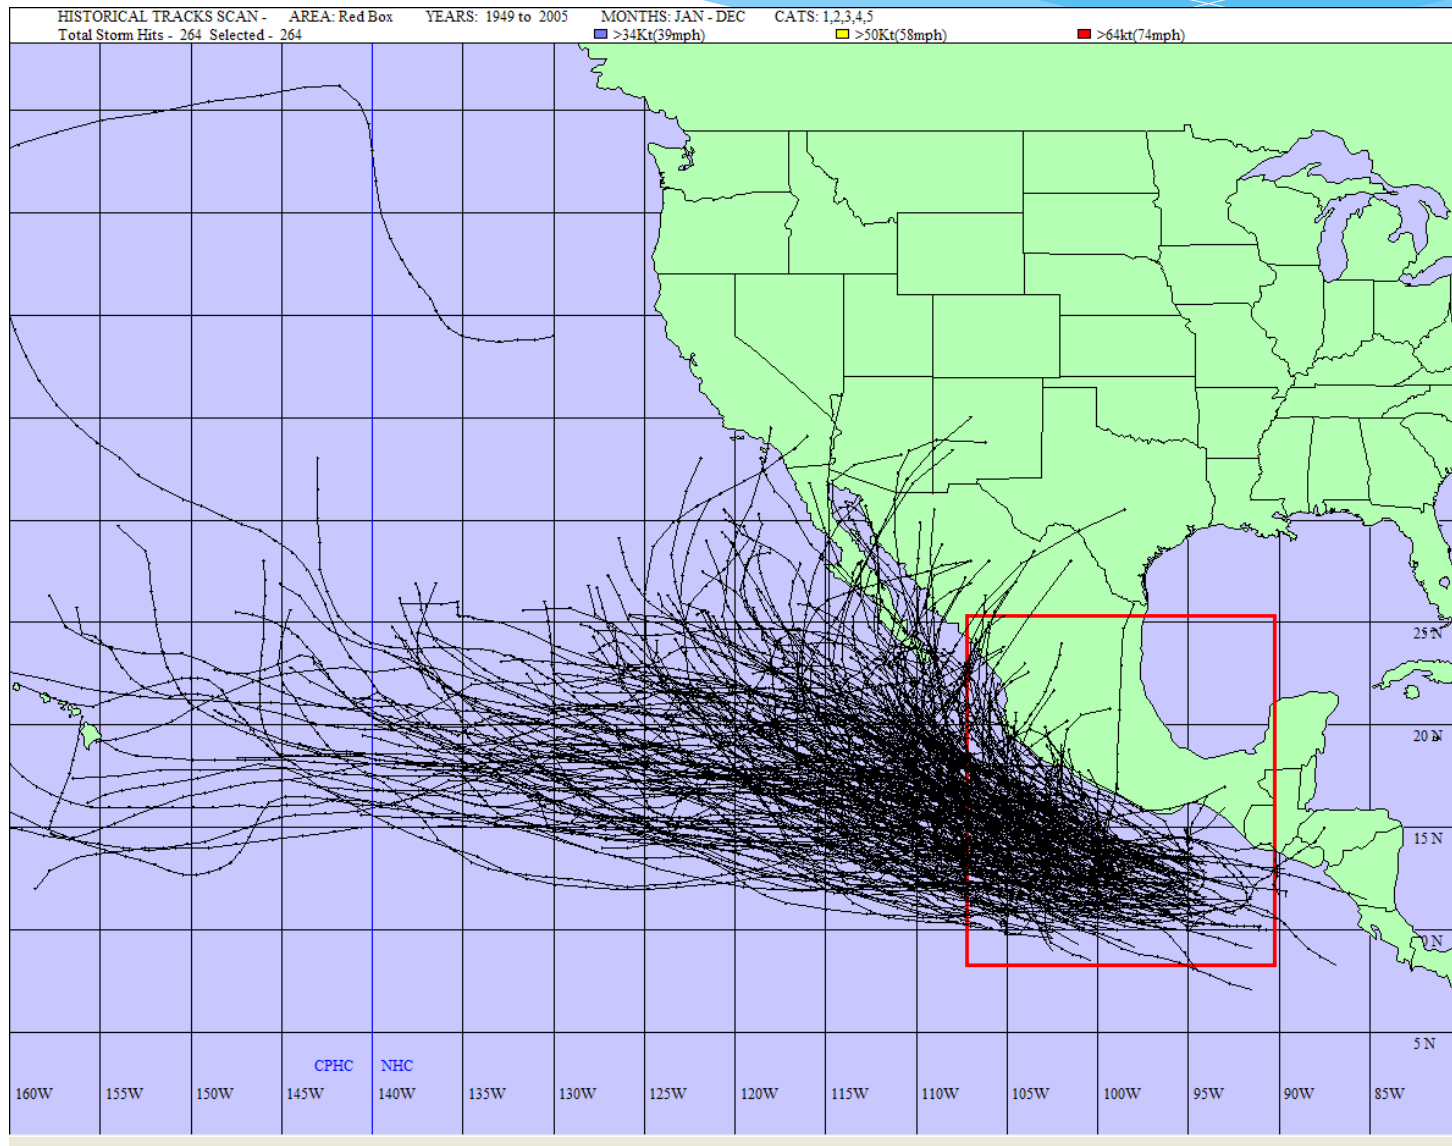 HISTORICAL TRACKS SCAN - AREA: Red Box YEARS: 1949 to 2005 MONTHS: JAN - DEC CATS: 1,2,3,4,5
Total Storm Hits - 264 Selected - 264 >34Kt(39mph) >50Kt(58mph) >64kt(74mph)
25 N
20 N
15 N
0 N
5 N
CPHC NHC
160W 155W 150W 145W 140W 135W 130W 125W 120W 115W 110W 105W 100W 95W 90W 85W